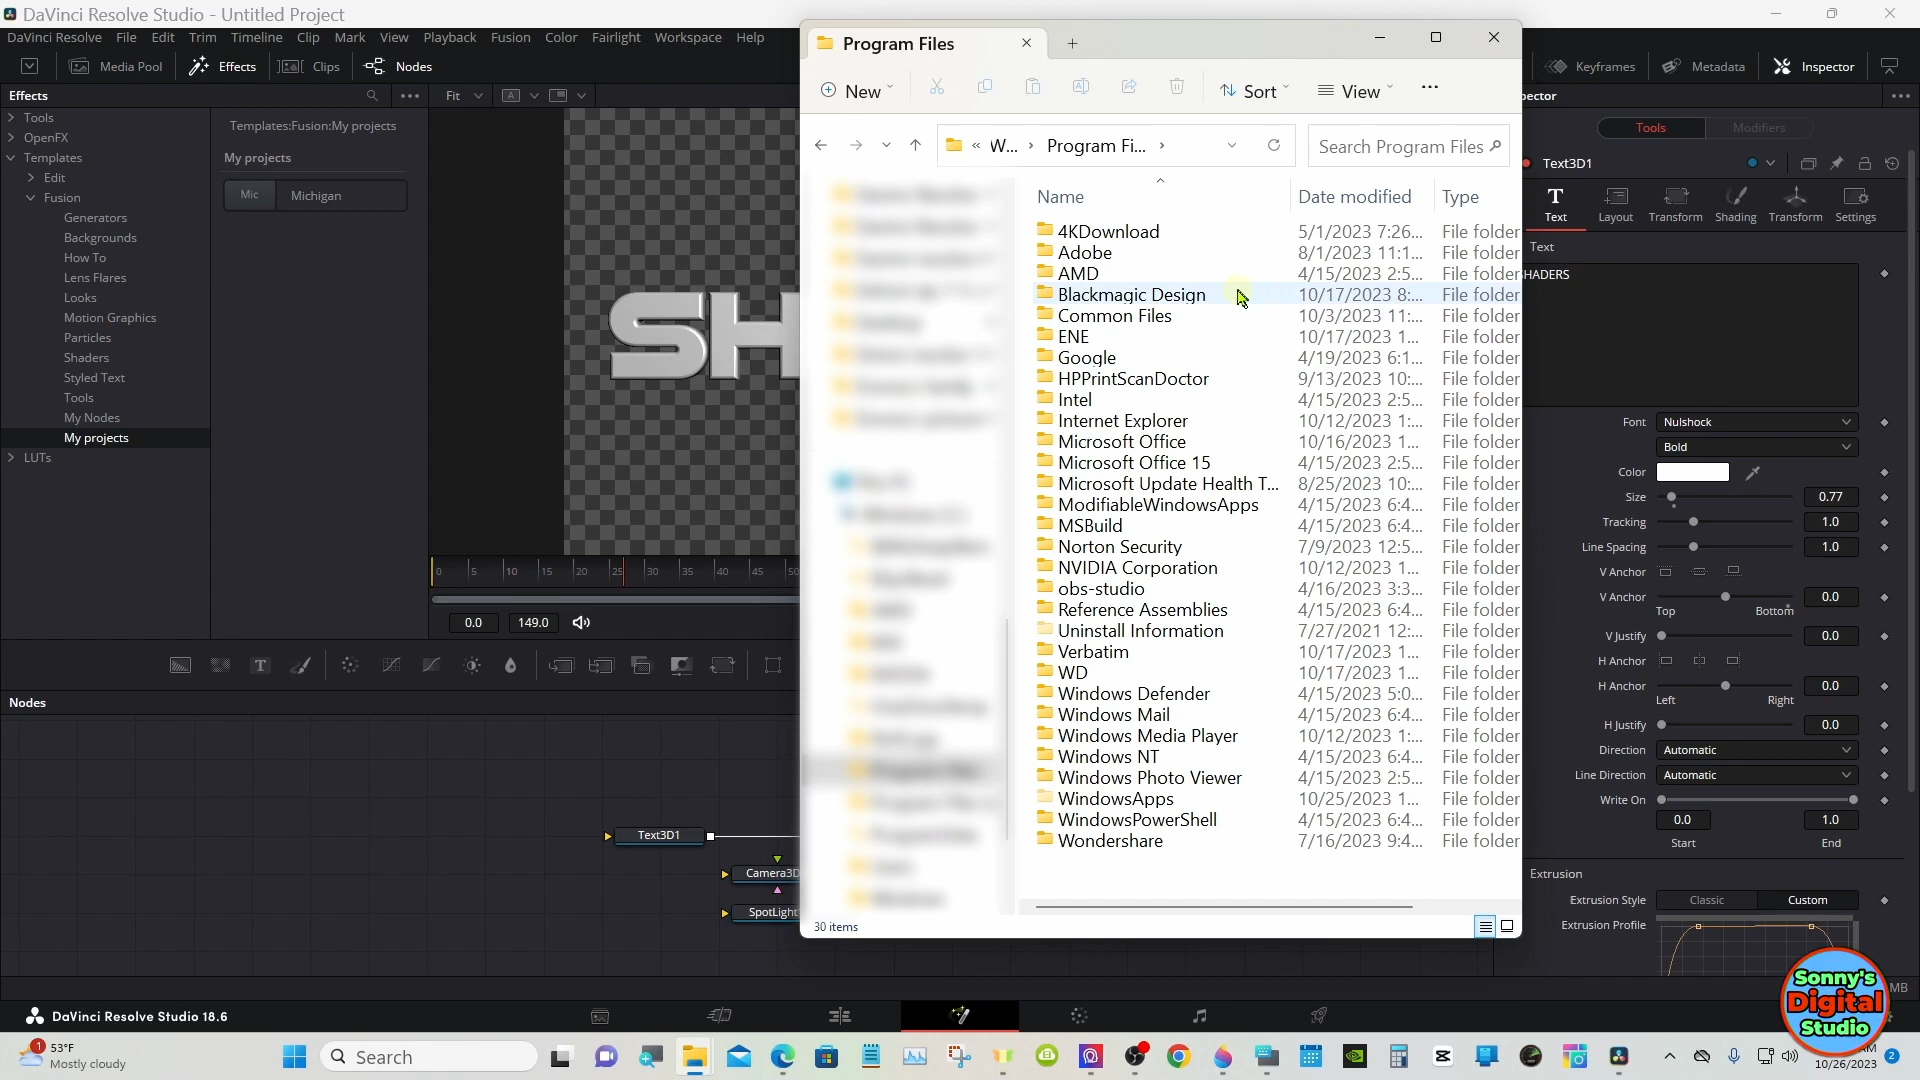 DaVinci Resolve Studio - Untitled Project
DaVinci Resolve File Edit Trim Timeline Clip Mark View Playback Fusion Color Fairlight Workspace Help
Media Pool Effects Clips Nodes
Keyframes Metadata Inspector
Effects
Fit
Tools
OpenFX
Templates
Edit
Fusion
Generators
Backgrounds
How To
Lens Flares
Looks
Motion Graphics
Particles
Shaders
Styled Text
Tools
My Nodes
My projects
LUTs
Templates:Fusion:My projects
My projects
Mic Michigan
SH
0 5 10 15 20 25 30 35 40 45 50
0.0 149.0
Nodes
Text3D1
Camera3D
SpotLight
Program Files
New Sort View
W... Program Fi...
Search Program Files
Name Date modified Type
4KDownload 5/1/2023 7:26... File folder
Adobe 8/1/2023 11:1... File folder
AMD 4/15/2023 2:5... File folder
Blackmagic Design 10/17/2023 8:... File folder
Common Files 10/3/2023 11:... File folder
ENE 10/17/2023 1... File folder
Google 4/19/2023 6:1... File folder
HPPrintScanDoctor 9/13/2023 10:... File folder
Intel 4/15/2023 2:5... File folder
Internet Explorer 10/12/2023 1:... File folder
Microsoft Office 10/16/2023 1... File folder
Microsoft Office 15 4/15/2023 2:5... File folder
Microsoft Update Health T... 8/25/2023 10:... File folder
ModifiableWindowsApps 4/15/2023 6:4... File folder
MSBuild 4/15/2023 6:4... File folder
Norton Security 7/9/2023 12:5... File folder
NVIDIA Corporation 10/12/2023 1... File folder
obs-studio 4/16/2023 3:3... File folder
Reference Assemblies 4/15/2023 6:4... File folder
Uninstall Information 7/27/2021 12:... File folder
Verbatim 10/17/2023 1... File folder
WD 10/17/2023 1... File folder
Windows Defender 4/15/2023 5:0... File folder
Windows Mail 4/15/2023 6:4... File folder
Windows Media Player 10/12/2023 1:... File folder
Windows NT 4/15/2023 6:4... File folder
Windows Photo Viewer 4/15/2023 2:5... File folder
WindowsApps 10/25/2023 1... File folder
WindowsPowerShell 4/15/2023 6:4... File folder
Wondershare 7/16/2023 9:4... File folder
30 items
pector
Tools Modifiers
Text3D1
Text Layout Transform Shading Transform Settings
Text
HADERS
Font Nulshock
Bold
Color
Size 0.77
Tracking 1.0
Line Spacing 1.0
V Anchor
V Anchor 0.0
Top Bottom
V Justify 0.0
H Anchor
H Anchor 0.0
Left Right
H Justify 0.0
Direction Automatic
Line Direction Automatic
Write On
0.0 1.0
Start End
Extrusion
Extrusion Style Classic Custom
Extrusion Profile
MB
Sonny's
Digital
Studio
DaVinci Resolve Studio 18.6
1
53°F
Mostly cloudy
Search
AM
10/26/2023
2